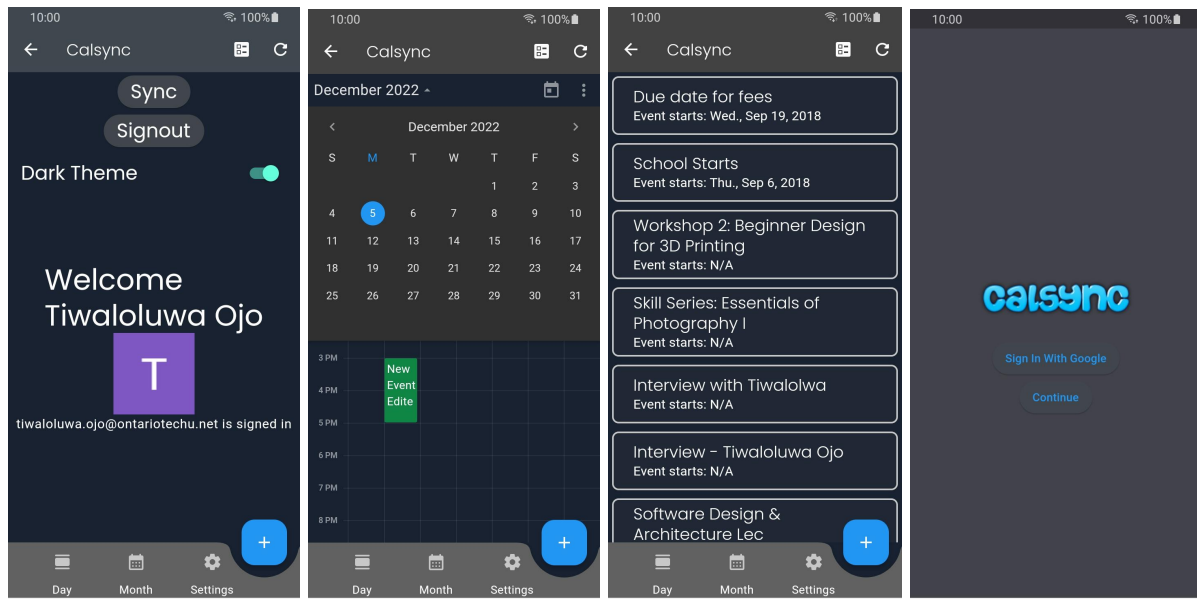 10:00 100%
Calsync
Sync
Signout
Dark Theme
Welcome
Tiwaloluwa Ojo
T
tiwaloluwa.ojo@ontariotechu.net is signed in
+
Day Month Settings
10:00 100%
Calsync
December 2022
December 2022
S M T W T F S
1 2 3
4 5 6 7 8 9 10
11 12 13 14 15 16 17
18 19 20 21 22 23 24
25 26 27 28 29 30 31
3 PM
New
Event
4 PM
Edite
5 PM
6 PM
7 PM
8 PM
+
Day Month Settings
10:00 100%
Calsync
Due date for fees
Event starts: Wed., Sep 19, 2018
School Starts
Event starts: Thu., Sep 6, 2018
Workshop 2: Beginner Design
for 3D Printing
Event starts: N/A
Skill Series: Essentials of
Photography I
Event starts: N/A
Interview with Tiwalolwa
Event starts: N/A
Interview - Tiwaloluwa Ojo
Event starts: N/A
Software Design &
Architecture Lec
+
Day Month Settings
10:00 100%
calsync
Sign In With Google
Continue